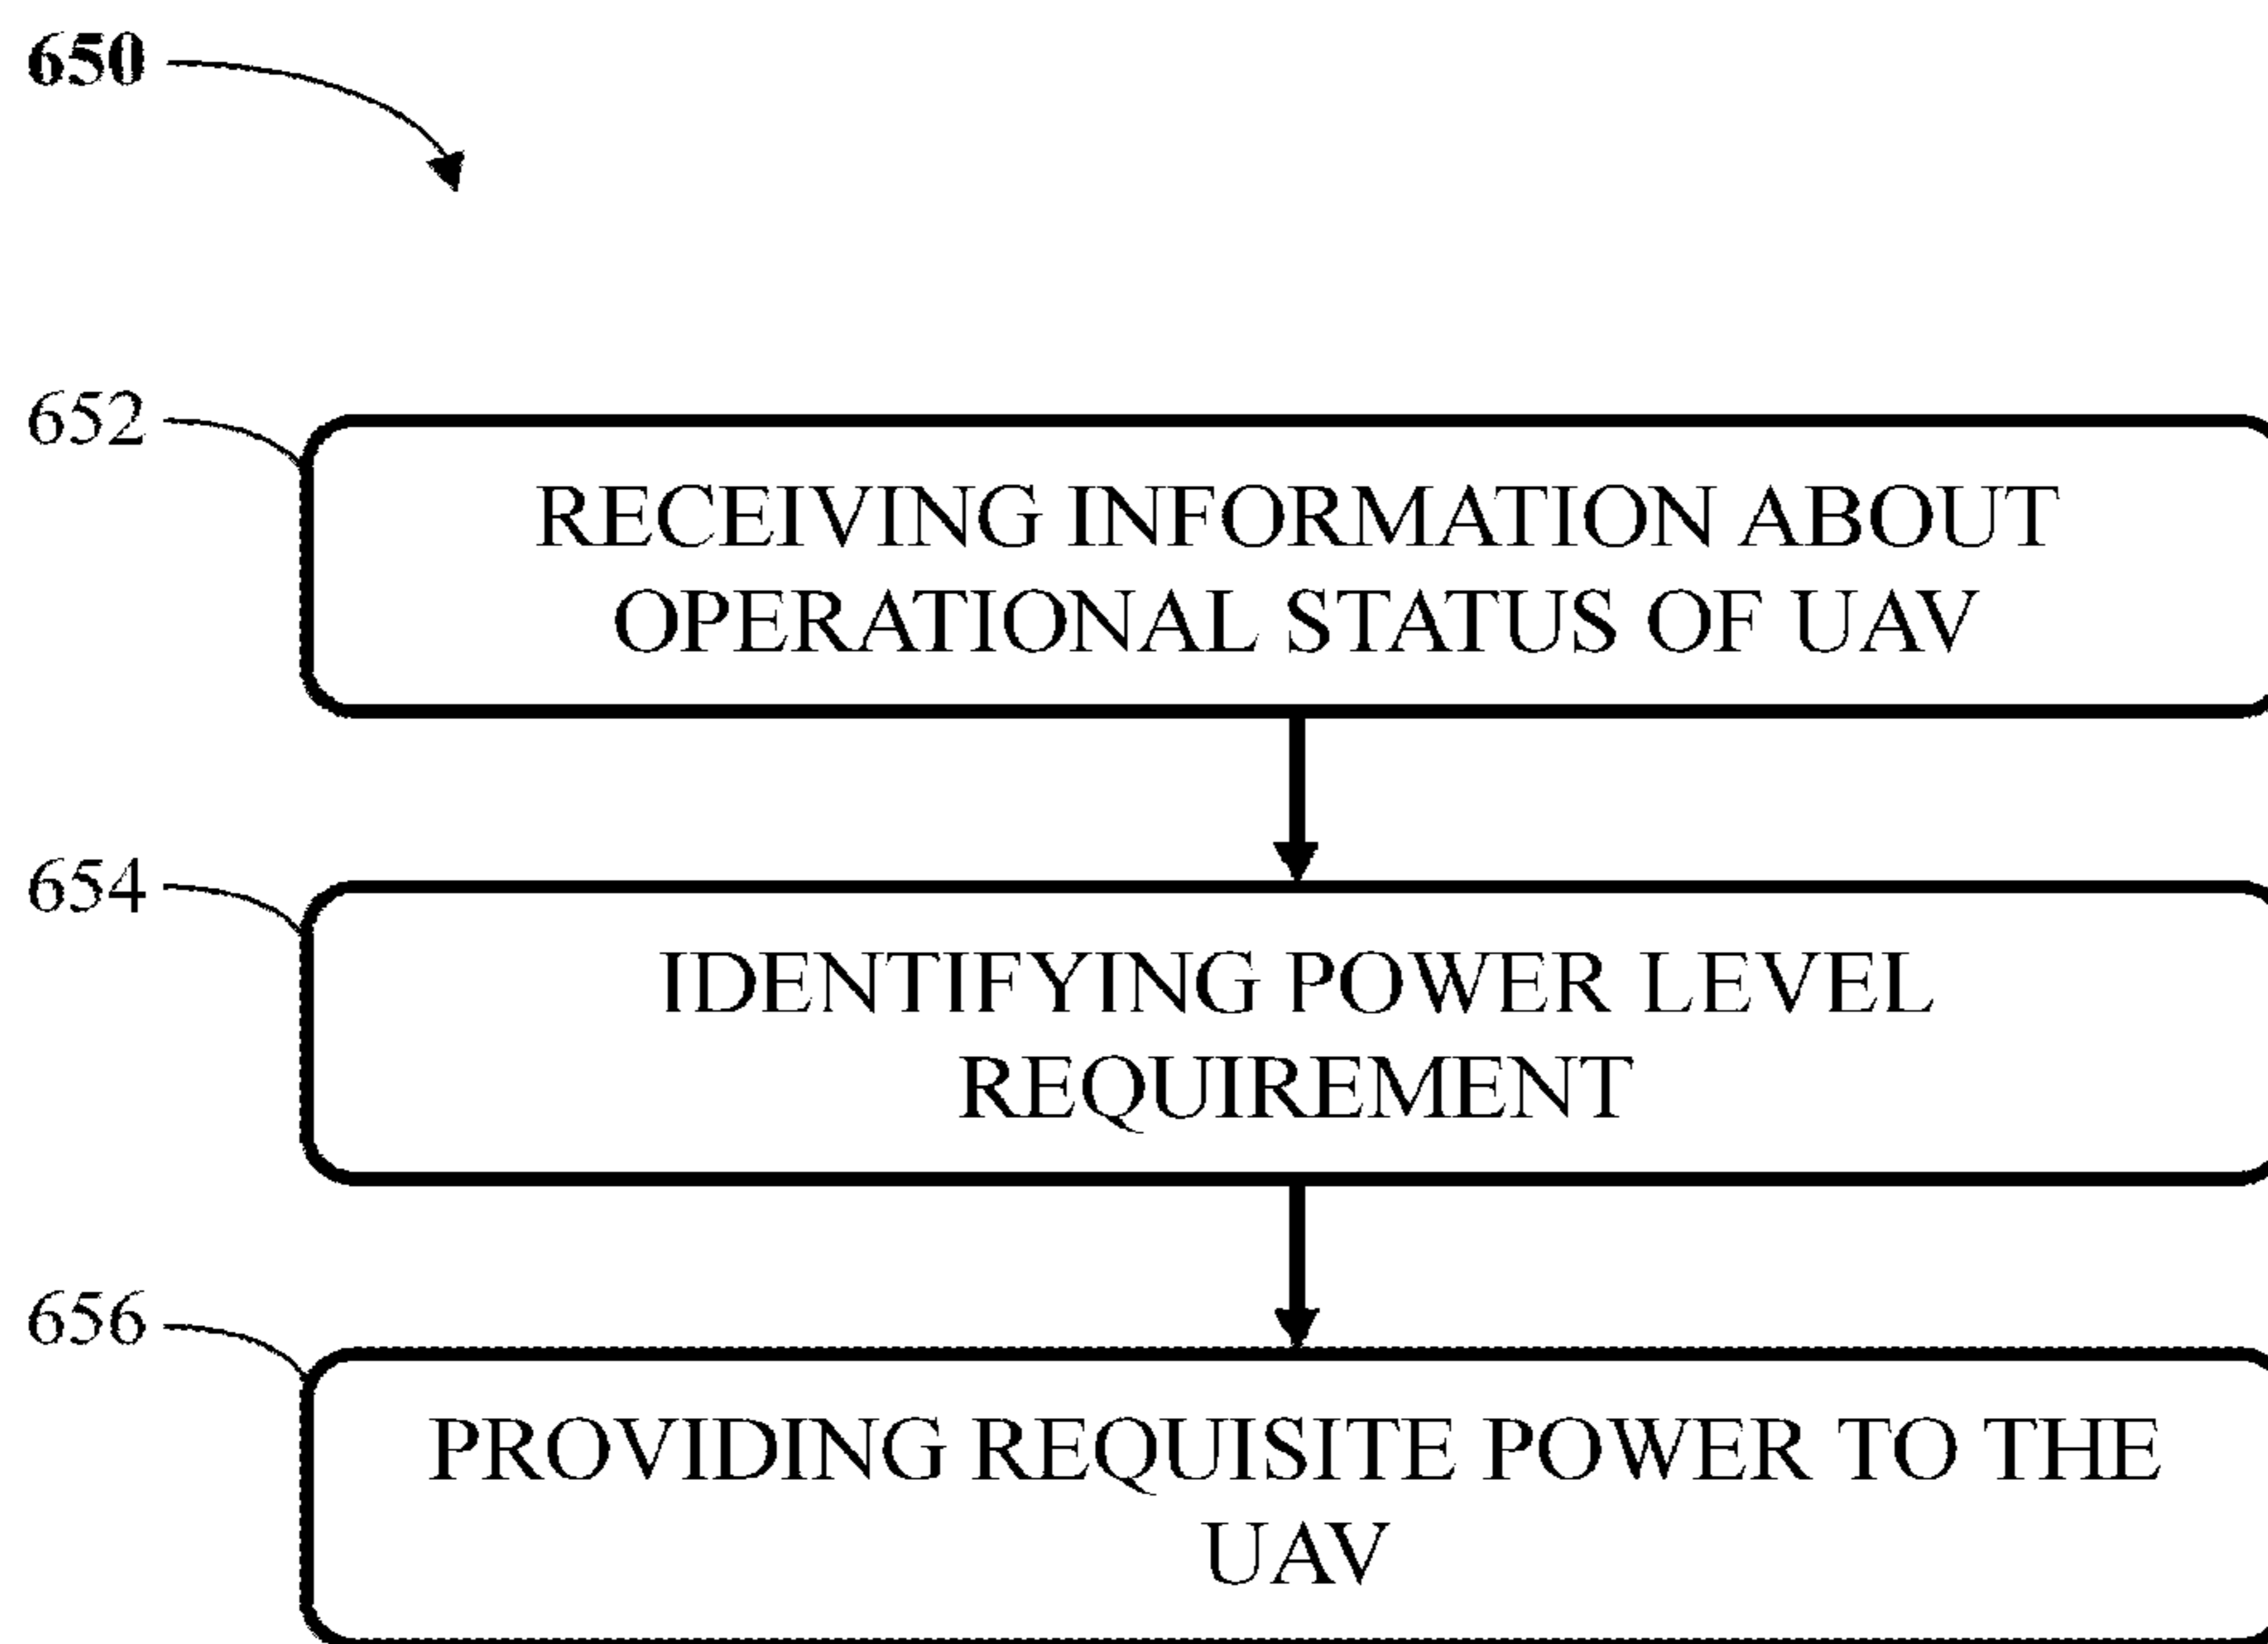 650
652
RECEIVING INFORMATION ABOUT
OPERATIONAL STATUS OF UAV
654
IDENTIFYING POWER LEVEL
REQUIREMENT
656
PROVIDING REQUISITE POWER TO THE
UAV